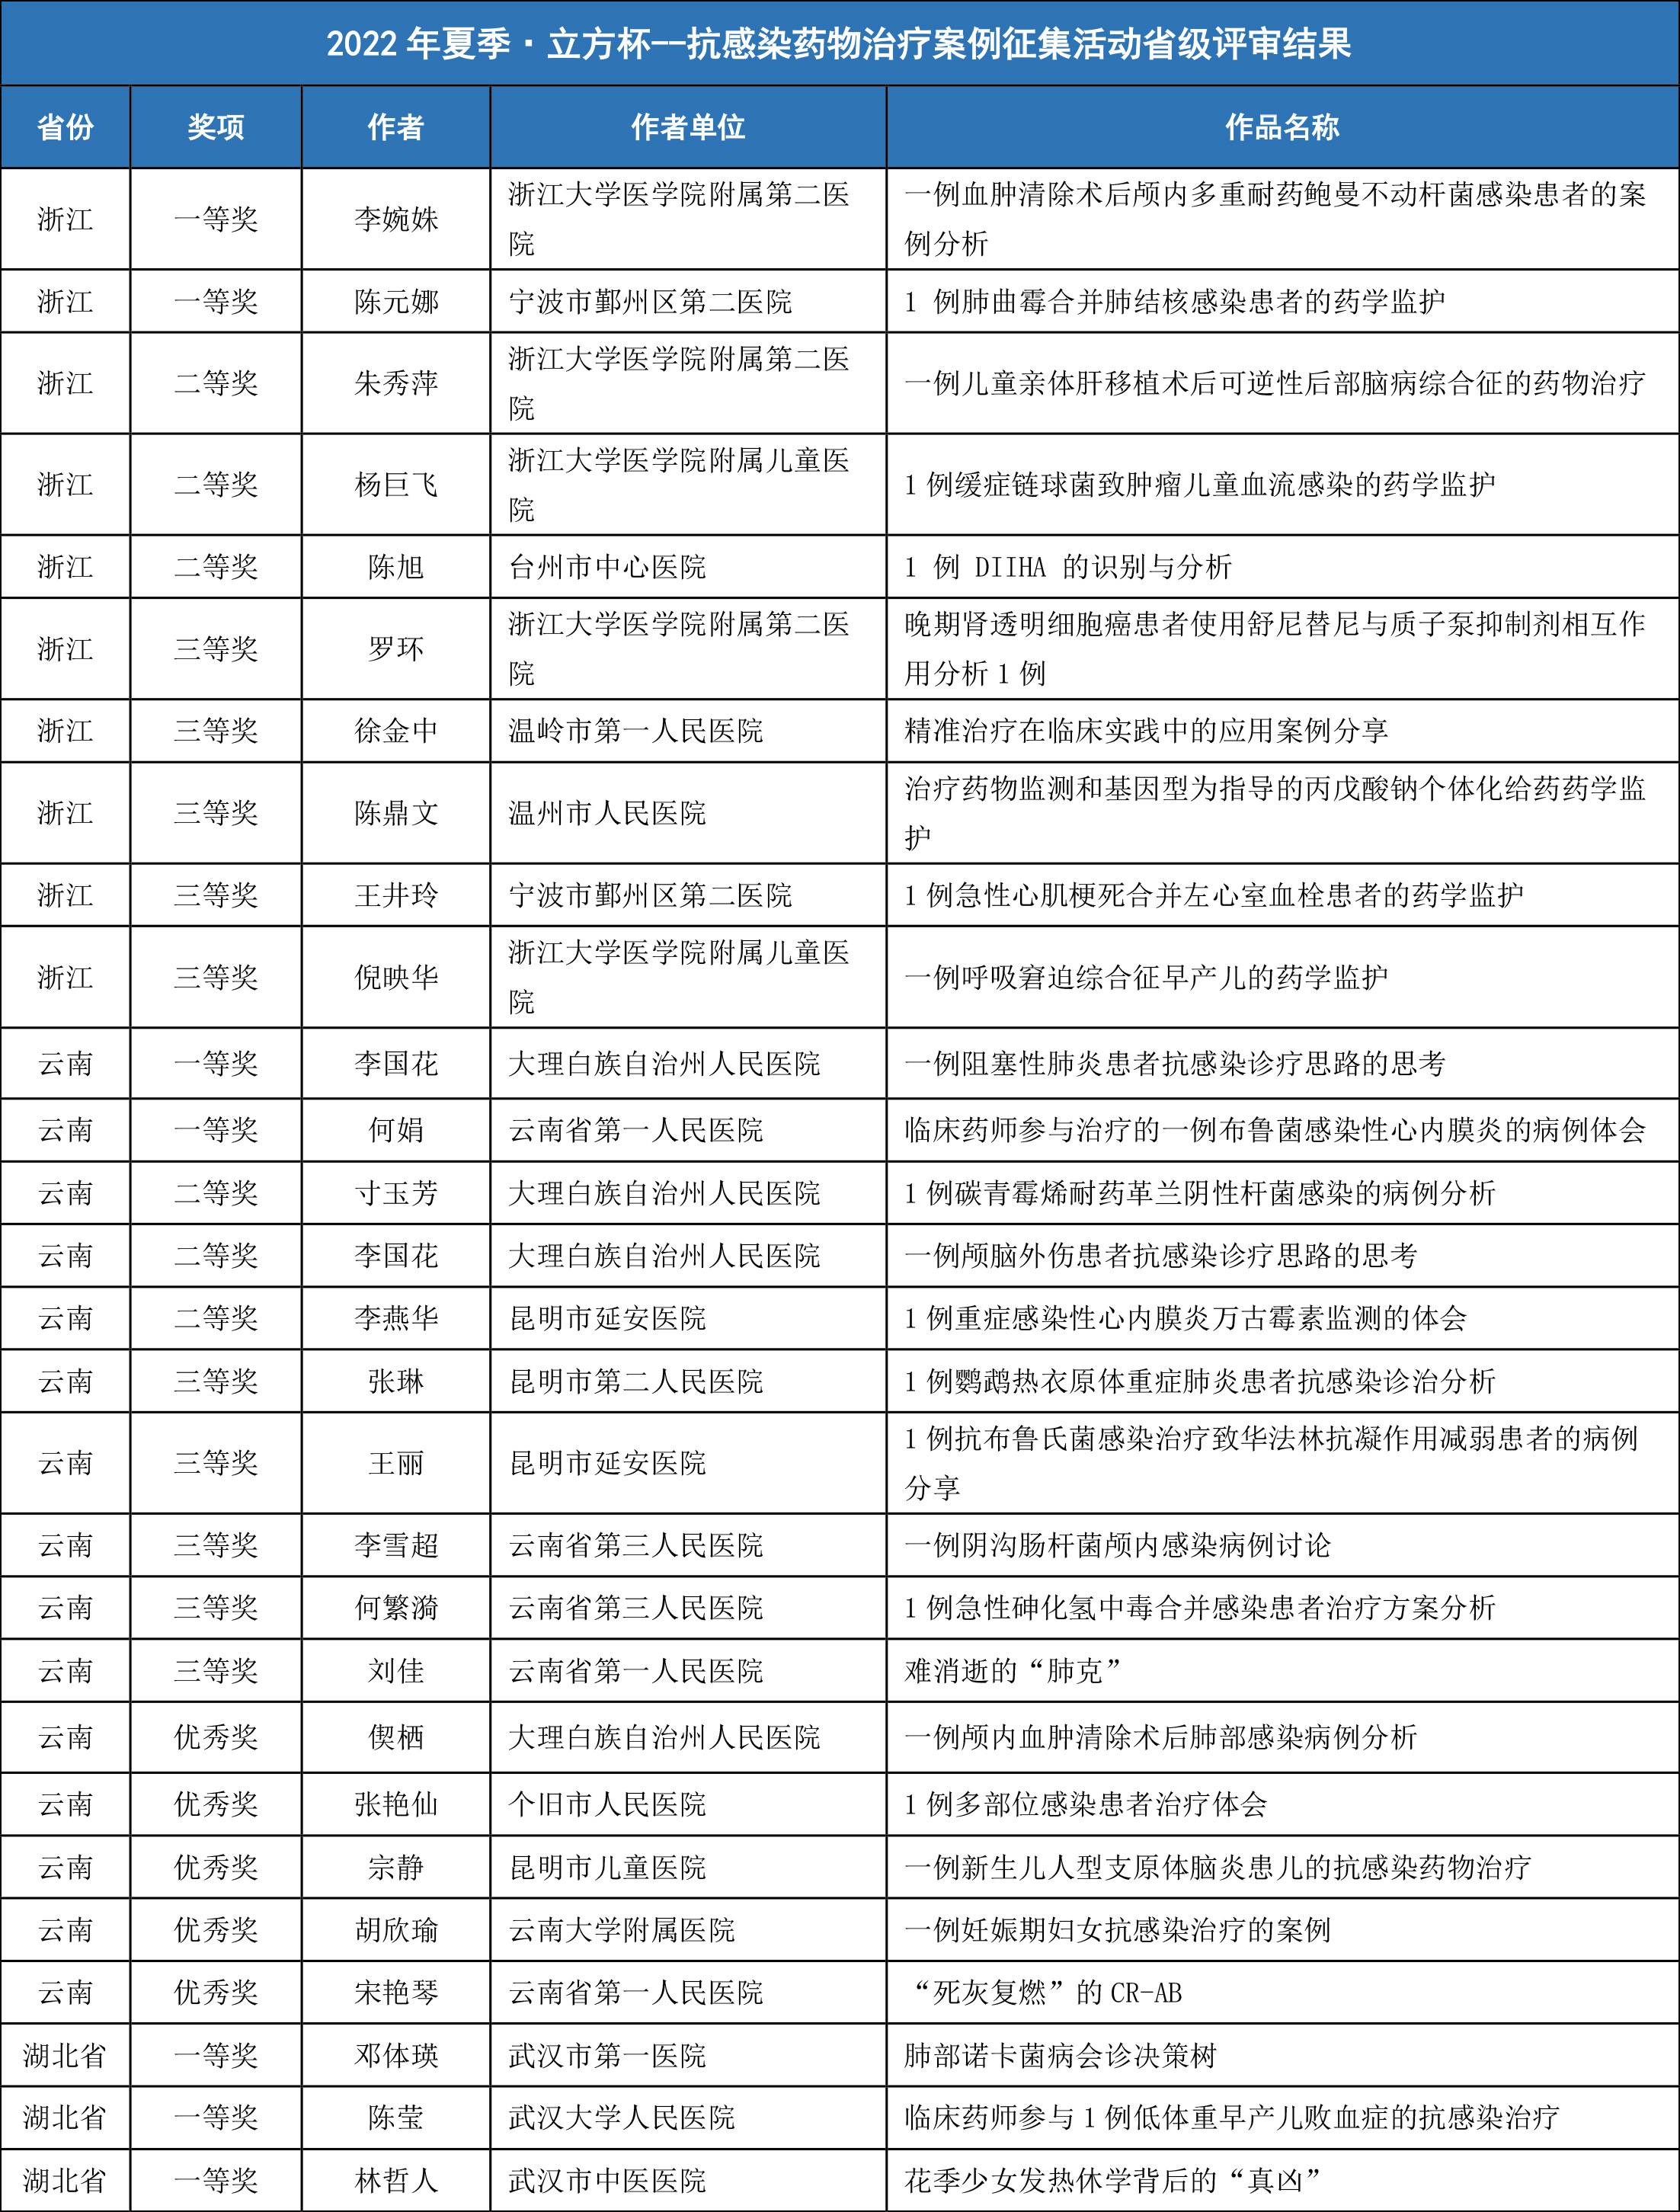 2022年夏季·立方杯--抗感染药物治疗案例征集活动省级评审结果
省份 奖项 作者 作者单位 作品名称
浙江 一等奖 李婉姝 浙江大学医学院附属第二医 一例血肿清除术后颅内多重耐药鲍曼不动杆菌感染患者的案
院 例分析
浙江 一等奖 陈元娜 宁波市鄞州区第二医院 1 例肺曲霉合并肺结核感染患者的药学监护
浙江 二等奖 朱秀萍 浙江大学医学院附属第二医 一例儿童亲体肝移植术后可逆性后部脑病综合征的药物治疗
院
浙江 二等奖 杨巨飞 浙江大学医学院附属儿童医 1例缓症链球菌致肿瘤儿童血流感染的药学监护
院
浙江 二等奖 陈旭 台州市中心医院 1 例 DIIHA 的识别与分析
浙江 三等奖 罗环 浙江大学医学院附属第二医 晚期肾透明细胞癌患者使用舒尼替尼与质子泵抑制剂相互作
院 用分析1例
浙江 三等奖 徐金中 温岭市第一人民医院 精准治疗在临床实践中的应用案例分享
浙江 三等奖 陈鼎文 温州市人民医院 治疗药物监测和基因型为指导的丙戊酸钠个体化给药药学监
护
浙江 三等奖 王井玲 宁波市鄞州区第二医院 1例急性心肌梗死合并左心室血栓患者的药学监护
浙江 三等奖 倪映华 浙江大学医学院附属儿童医 一例呼吸窘迫综合征早产儿的药学监护
院
云南 一等奖 李国花 大理白族自治州人民医院 一例阻塞性肺炎患者抗感染诊疗思路的思考
云南 一等奖 何娟 云南省第一人民医院 临床药师参与治疗的一例布鲁菌感染性心内膜炎的病例体会
云南 二等奖 寸玉芳 大理白族自治州人民医院 1例碳青霉烯耐药革兰阴性杆菌感染的病例分析
云南 二等奖 李国花 大理白族自治州人民医院 一例颅脑外伤患者抗感染诊疗思路的思考
云南 二等奖 李燕华 昆明市延安医院 1例重症感染性心内膜炎万古霉素监测的体会
云南 三等奖 张琳 昆明市第二人民医院 1例鹦鹉热衣原体重症肺炎患者抗感染诊治分析
云南 三等奖 王丽 昆明市延安医院 1例抗布鲁氏菌感染治疗致华法林抗凝作用减弱患者的病例
分享
云南 三等奖 李雪超 云南省第三人民医院 一例阴沟肠杆菌颅内感染病例讨论
云南 三等奖 何繁漪 云南省第三人民医院 1例急性砷化氢中毒合并感染患者治疗方案分析
云南 三等奖 刘佳 云南省第一人民医院 难消逝的“肺克”
云南 优秀奖 偰栖 大理白族自治州人民医院 一例颅内血肿清除术后肺部感染病例分析
云南 优秀奖 张艳仙 个旧市人民医院 1例多部位感染患者治疗体会
云南 优秀奖 宗静 昆明市儿童医院 一例新生儿人型支原体脑炎患儿的抗感染药物治疗
云南 优秀奖 胡欣瑜 云南大学附属医院 一例妊娠期妇女抗感染治疗的案例
云南 优秀奖 宋艳琴 云南省第一人民医院 “死灰复燃”的CR-AB
湖北省 一等奖 邓体瑛 武汉市第一医院 肺部诺卡菌病会诊决策树
湖北省 一等奖 陈莹 武汉大学人民医院 临床药师参与1例低体重早产儿败血症的抗感染治疗
湖北省 一等奖 林哲人 武汉市中医医院 花季少女发热休学背后的“真凶”